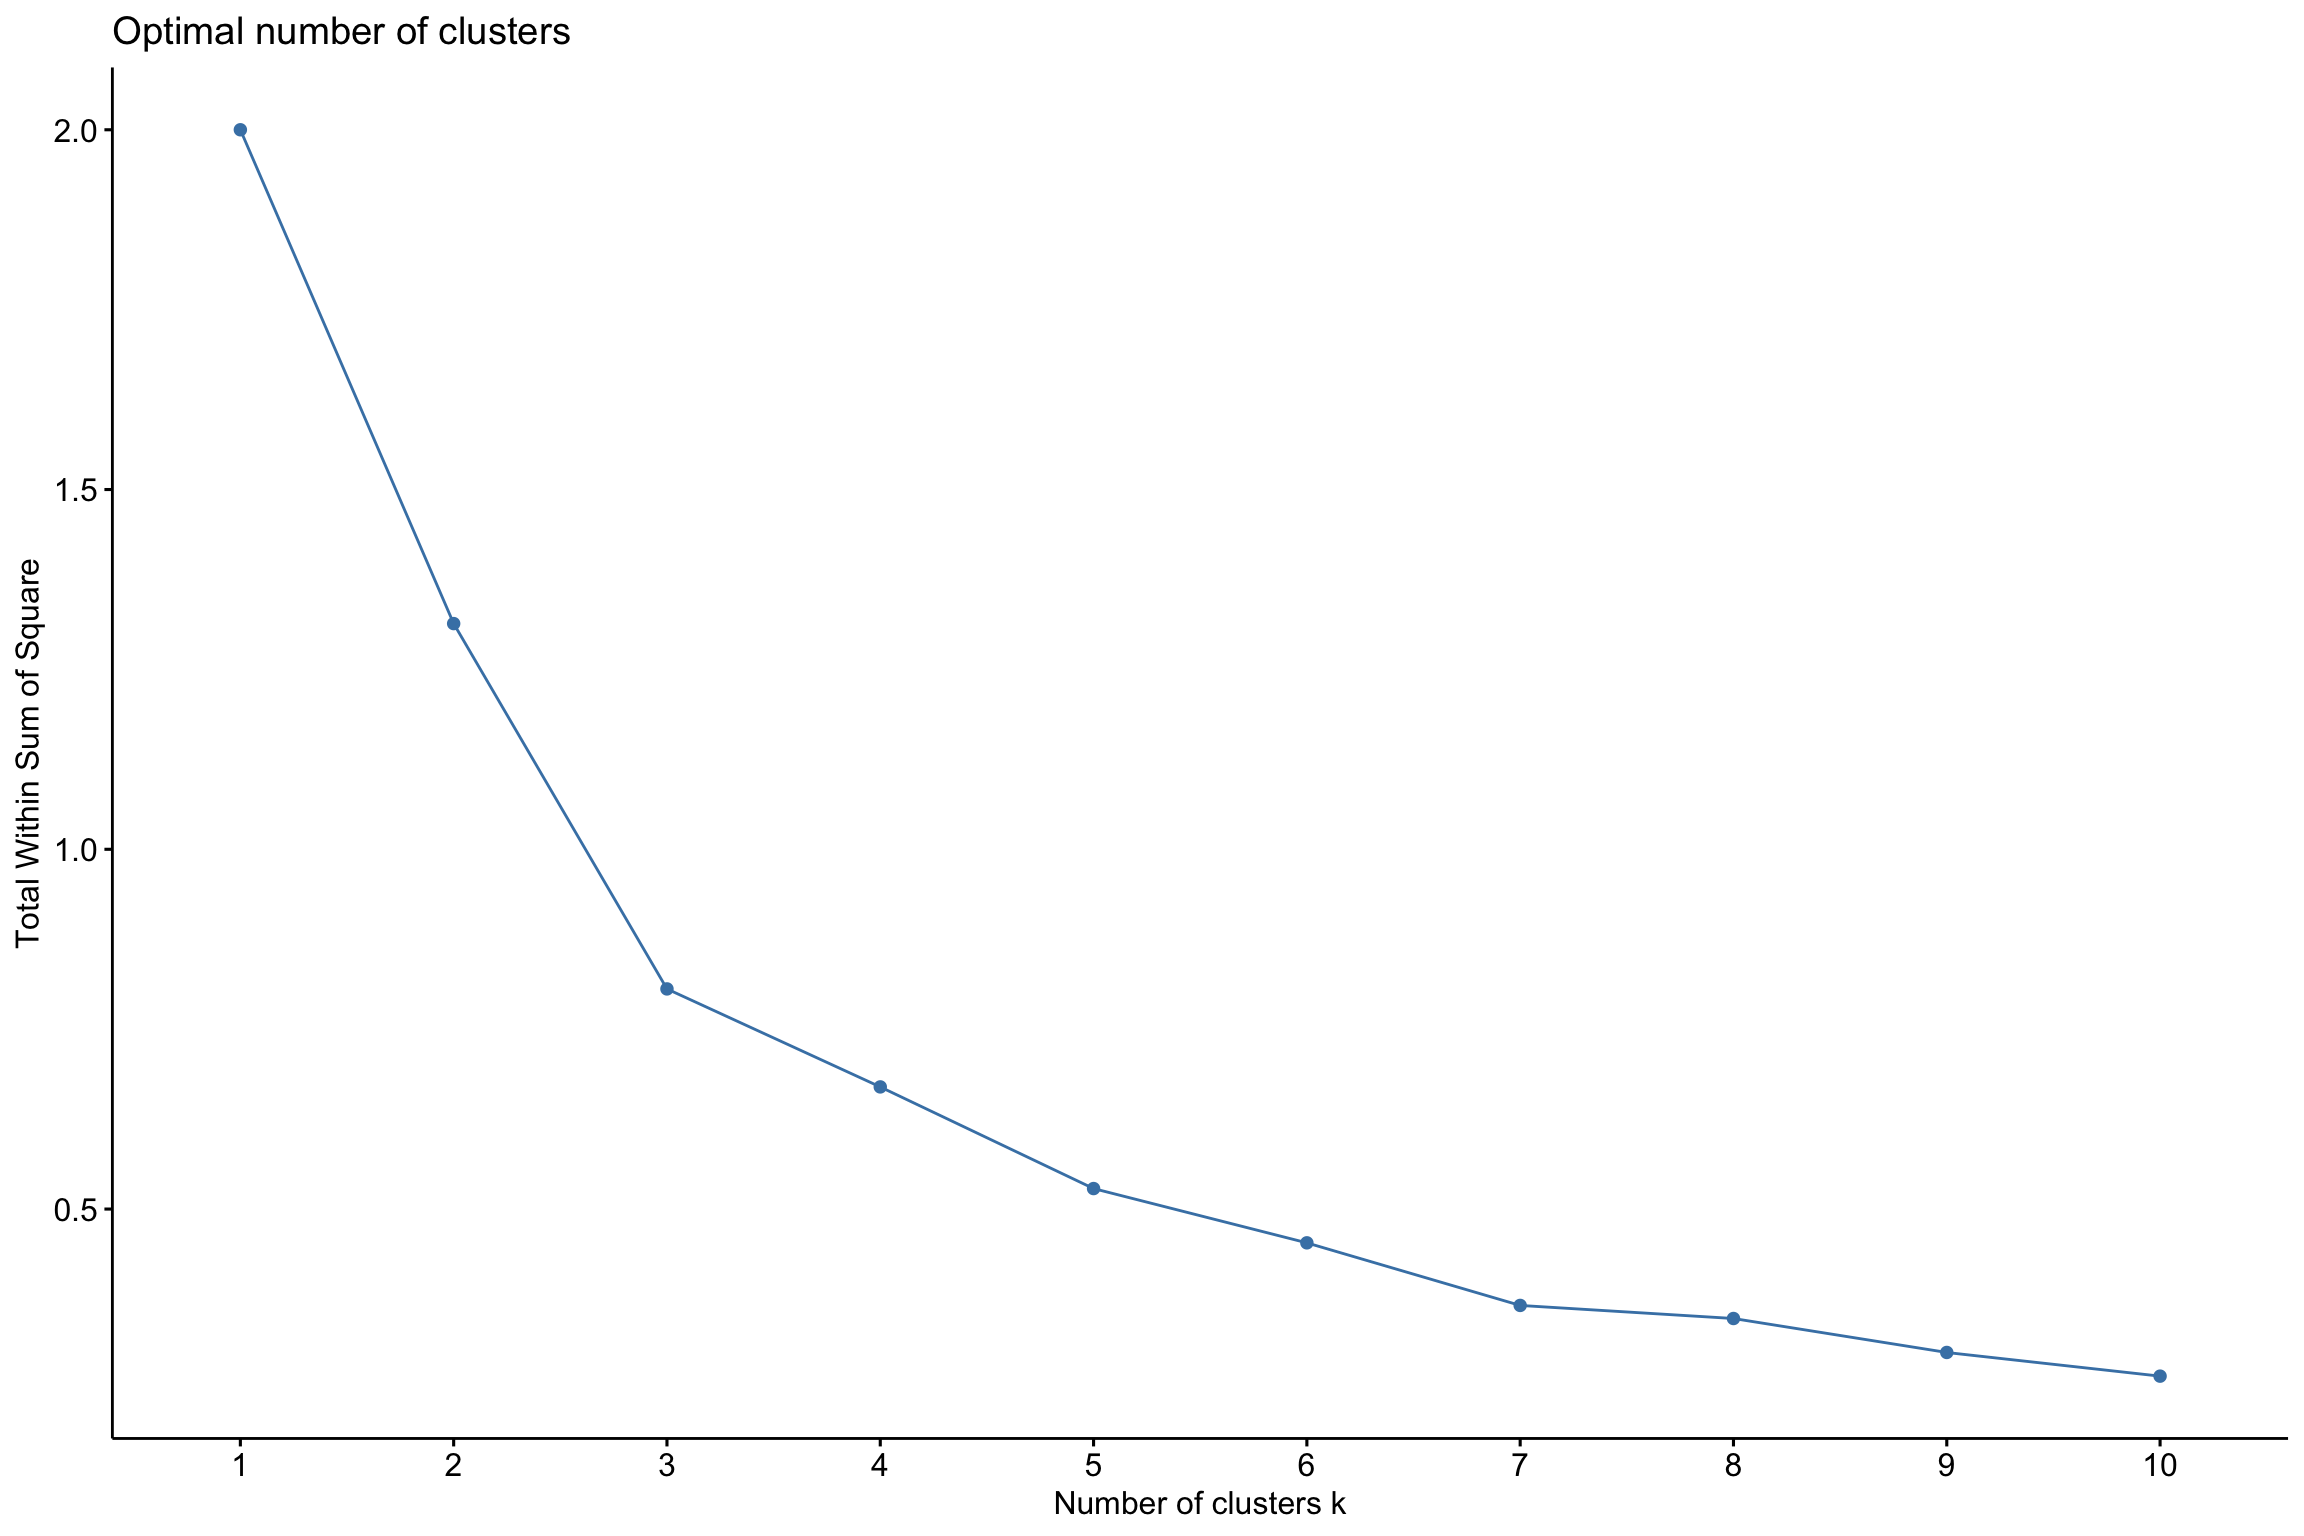 Optimal number of clusters
Total Within Sum of Square
2.0
1.5
1.0
0.5
1 2 3 4 5 6 7 8 9 10
Number of clusters k